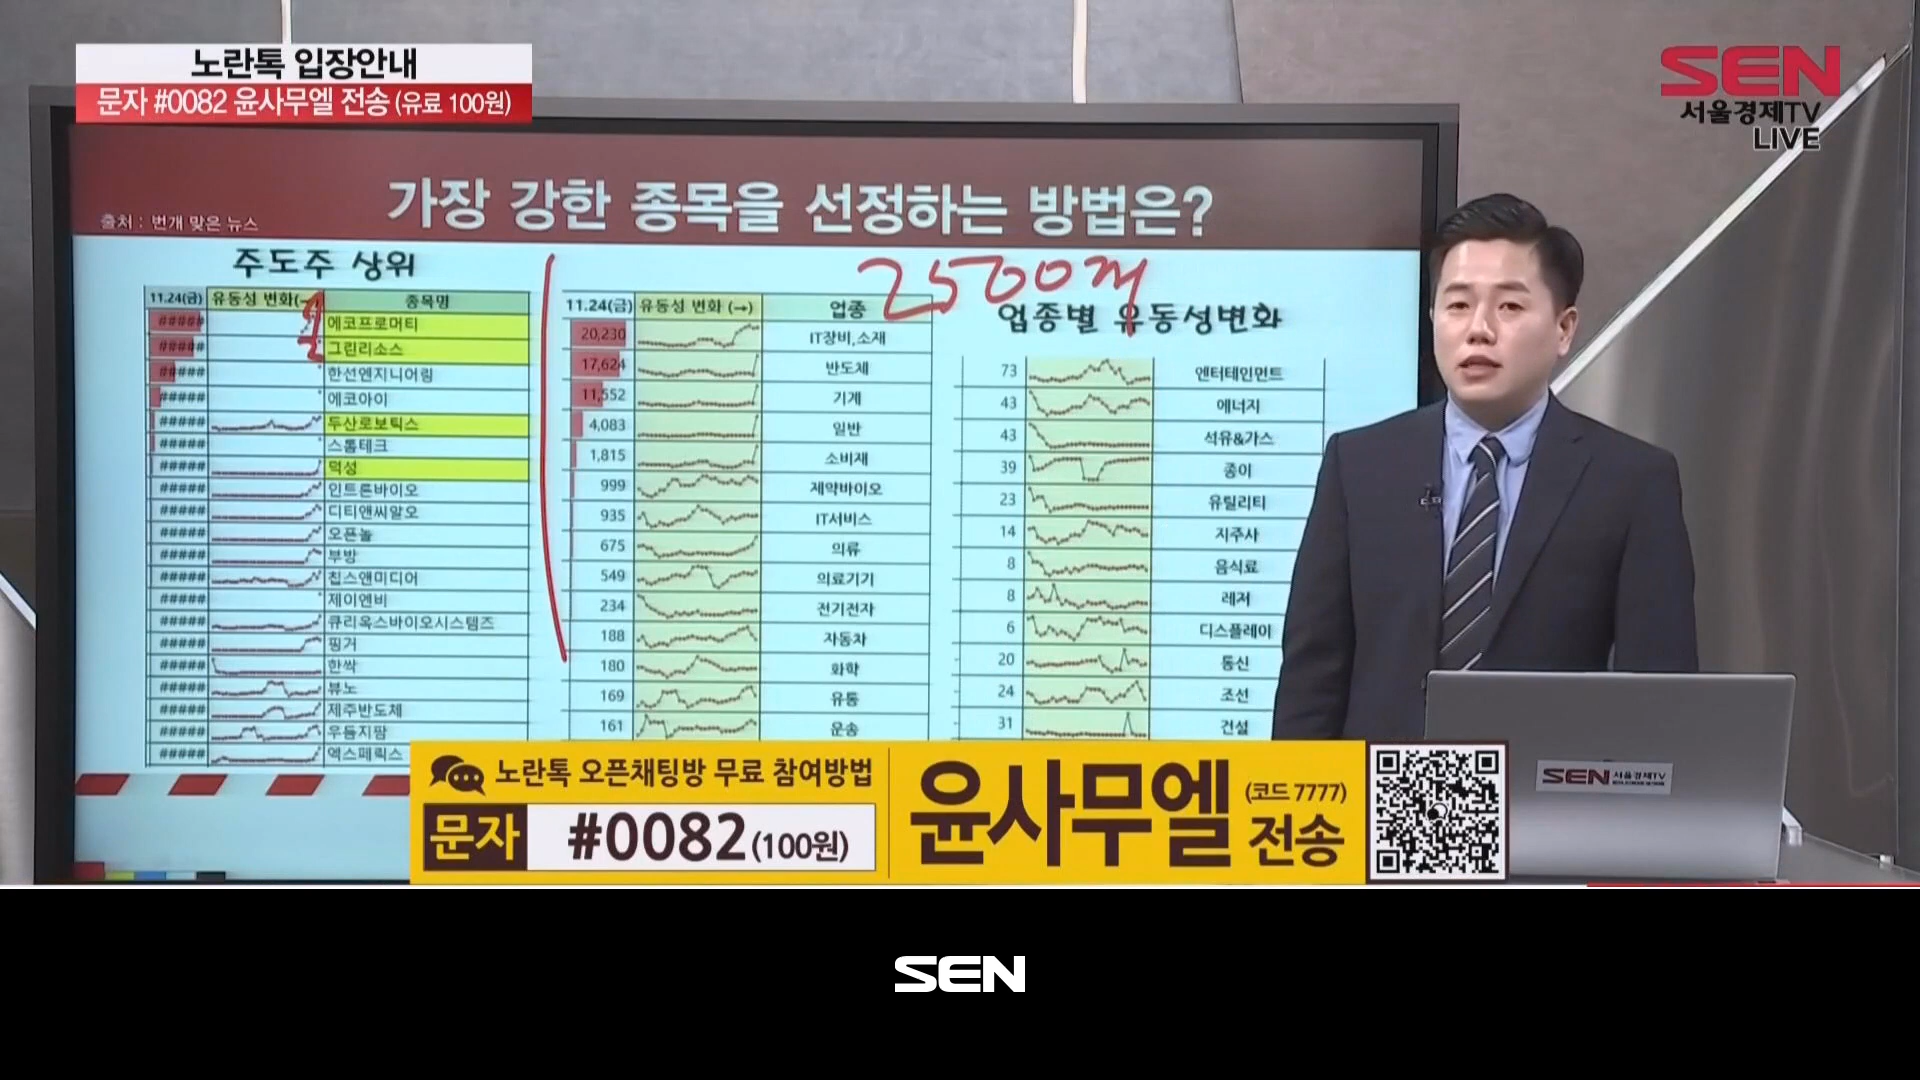 노란톡 입장안내
문자 #0082 윤사무엘 전송 (유료 100원)
SEN
서울경제TV
LIVE
가장 강한 종목을 선정하는 방법은?
출처 : 번개 맞은 뉴스
주도주 상위
11.24(금) 유동성 변화(→ 종목명
##### 에코프로머티
##### 그린리소스
##### 한선엔지니어링
##### 에코아이
##### 두산로보틱스
##### 스톰테크
##### 덕성
##### 인트론바이오
##### 디티앤씨알오
##### 오픈놀
##### 부방
##### 칩스앤미디어
##### 제이엔비
##### 큐리옥스바이오시스템즈
##### 핑거
##### 한싹
##### 뷰노
##### 제주반도체
##### 우듬지팜
##### 엑스페릭스
11.24(금) 유동성 변화 (→) 업종
20,230 IT장비,소재
17,624 반도체
11,552 기계
4,083 일반
1,815 소비재
999 제약바이오
935 IT서비스
675 의류
549 의료기기
234 전기전자
188 자동차
180 화학
169 유통
161 운송
2500개
업종별 유동성변화
73 엔터테인먼트
43 에너지
43 석유&가스
39 종이
23 유틸리티
14 지주사
8 음식료
8 레저
6 디스플레이
- 20 통신
- 24 조선
- 31 건설
노란톡 오픈채팅방 무료 참여방법
문자 #0082 (100원)
윤사무엘 (코드 7777) 전송
SEN 서울경제TV
SEN